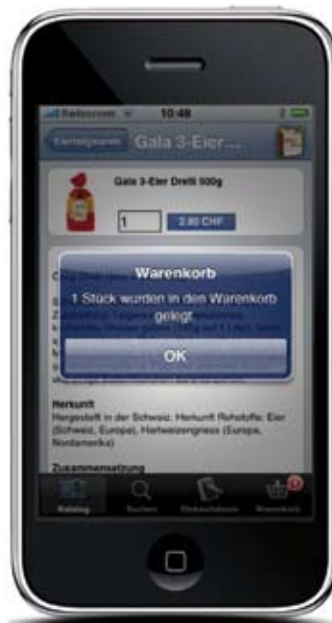 Swisscom
10:48
Eierteigwaren
Gala 3-Eier...
Gala 3-Eier Drelli 500g
1
2.80 CHF
Warenkorb
1 Stück wurden in den Warenkorb
gelegt
OK
Herkunft
Hergestellt in der Schweiz. Herkunft Rohstoffe: Eier
(Schweiz, Europa), Hartweizengriess (Europa,
Nordamerika)
Zusammensetzung
Katalog
Suchen
Einkaufslisten
Warenkorb